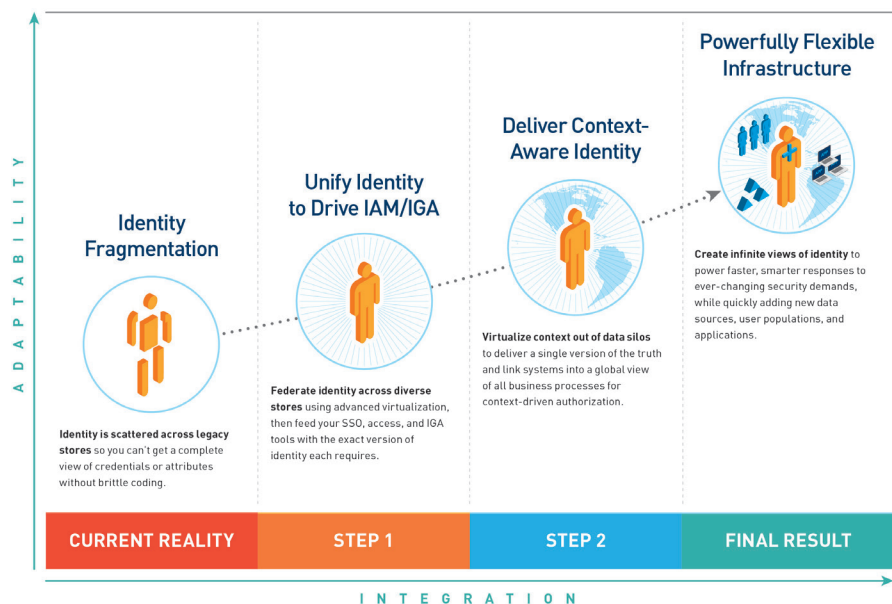 Powerfully Flexible
Infrastructure
Deliver Context-
Aware Identity
Unify Identity
to Drive IAM/IGA
Identity
Fragmentation
ADAPTABILITY
Identity is scattered across legacy
stores so you can't get a complete
view of credentials or attributes
without brittle coding.
Federate identity across diverse
stores using advanced virtualization,
then feed your SSO, access, and IGA
tools with the exact version of
identity each requires.
Virtualize context out of data silos
to deliver a single version of the truth
and link systems into a global view
of all business processes for
context-driven authorization.
Create infinite views of identity to
power faster, smarter responses to
ever-changing security demands,
while quickly adding new data
sources, user populations, and
applications.
CURRENT REALITY
STEP 1
STEP 2
FINAL RESULT
INTEGRATION